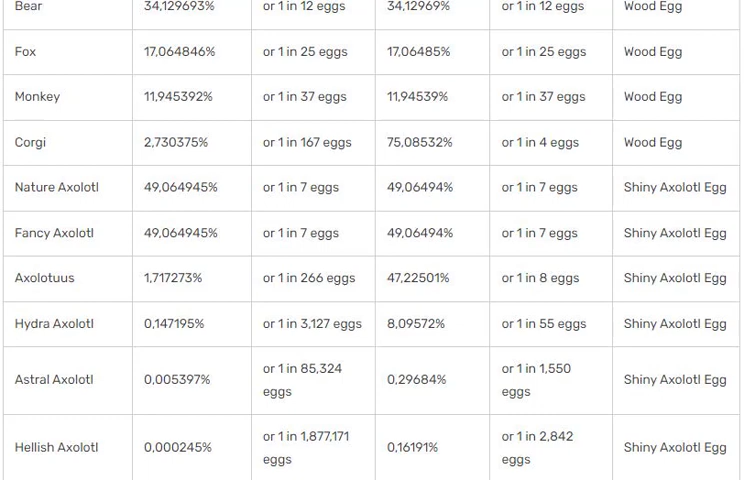 Bear 34,129693% or 1 in 12 eggs 34,12969% or 1 in 12 eggs Wood Egg
Fox 17,064846% or 1 in 25 eggs 17,06485% or 1 in 25 eggs Wood Egg
Monkey 11,945392% or 1 in 37 eggs 11,94539% or 1 in 37 eggs Wood Egg
Corgi 2,730375% or 1 in 167 eggs 75,08532% or 1 in 4 eggs Wood Egg
Nature Axolotl 49,064945% or 1 in 7 eggs 49,06494% or 1 in 7 eggs Shiny Axolotl Egg
Fancy Axolotl 49,064945% or 1 in 7 eggs 49,06494% or 1 in 7 eggs Shiny Axolotl Egg
Axolotuus 1,717273% or 1 in 266 eggs 47,22501% or 1 in 8 eggs Shiny Axolotl Egg
Hydra Axolotl 0,147195% or 1 in 3,127 eggs 8,09572% or 1 in 55 eggs Shiny Axolotl Egg
Astral Axolotl 0,005397% or 1 in 85,324 eggs 0,29684% or 1 in 1,550 eggs Shiny Axolotl Egg
Hellish Axolotl 0,000245% or 1 in 1,877,171 eggs 0,16191% or 1 in 2,842 eggs Shiny Axolotl Egg